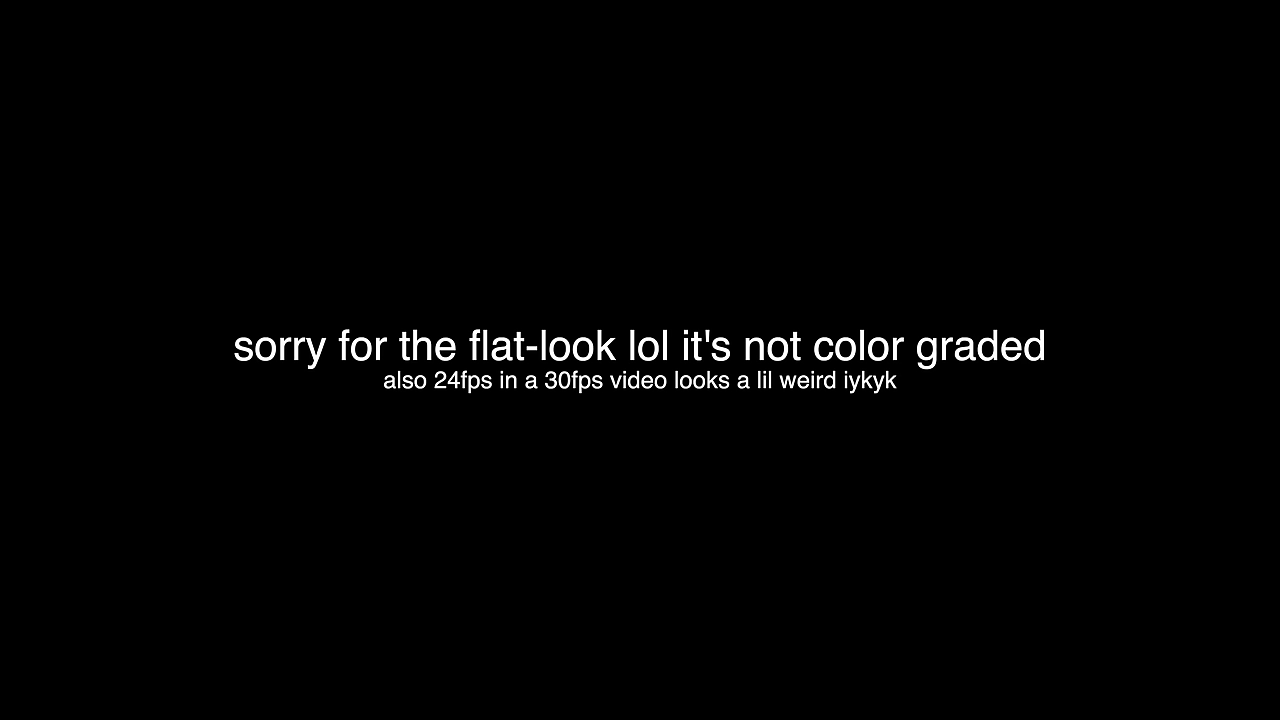 sorry for the flat-look lol it's not color graded
also 24fps in a 30fps video looks a lil weird iykyk